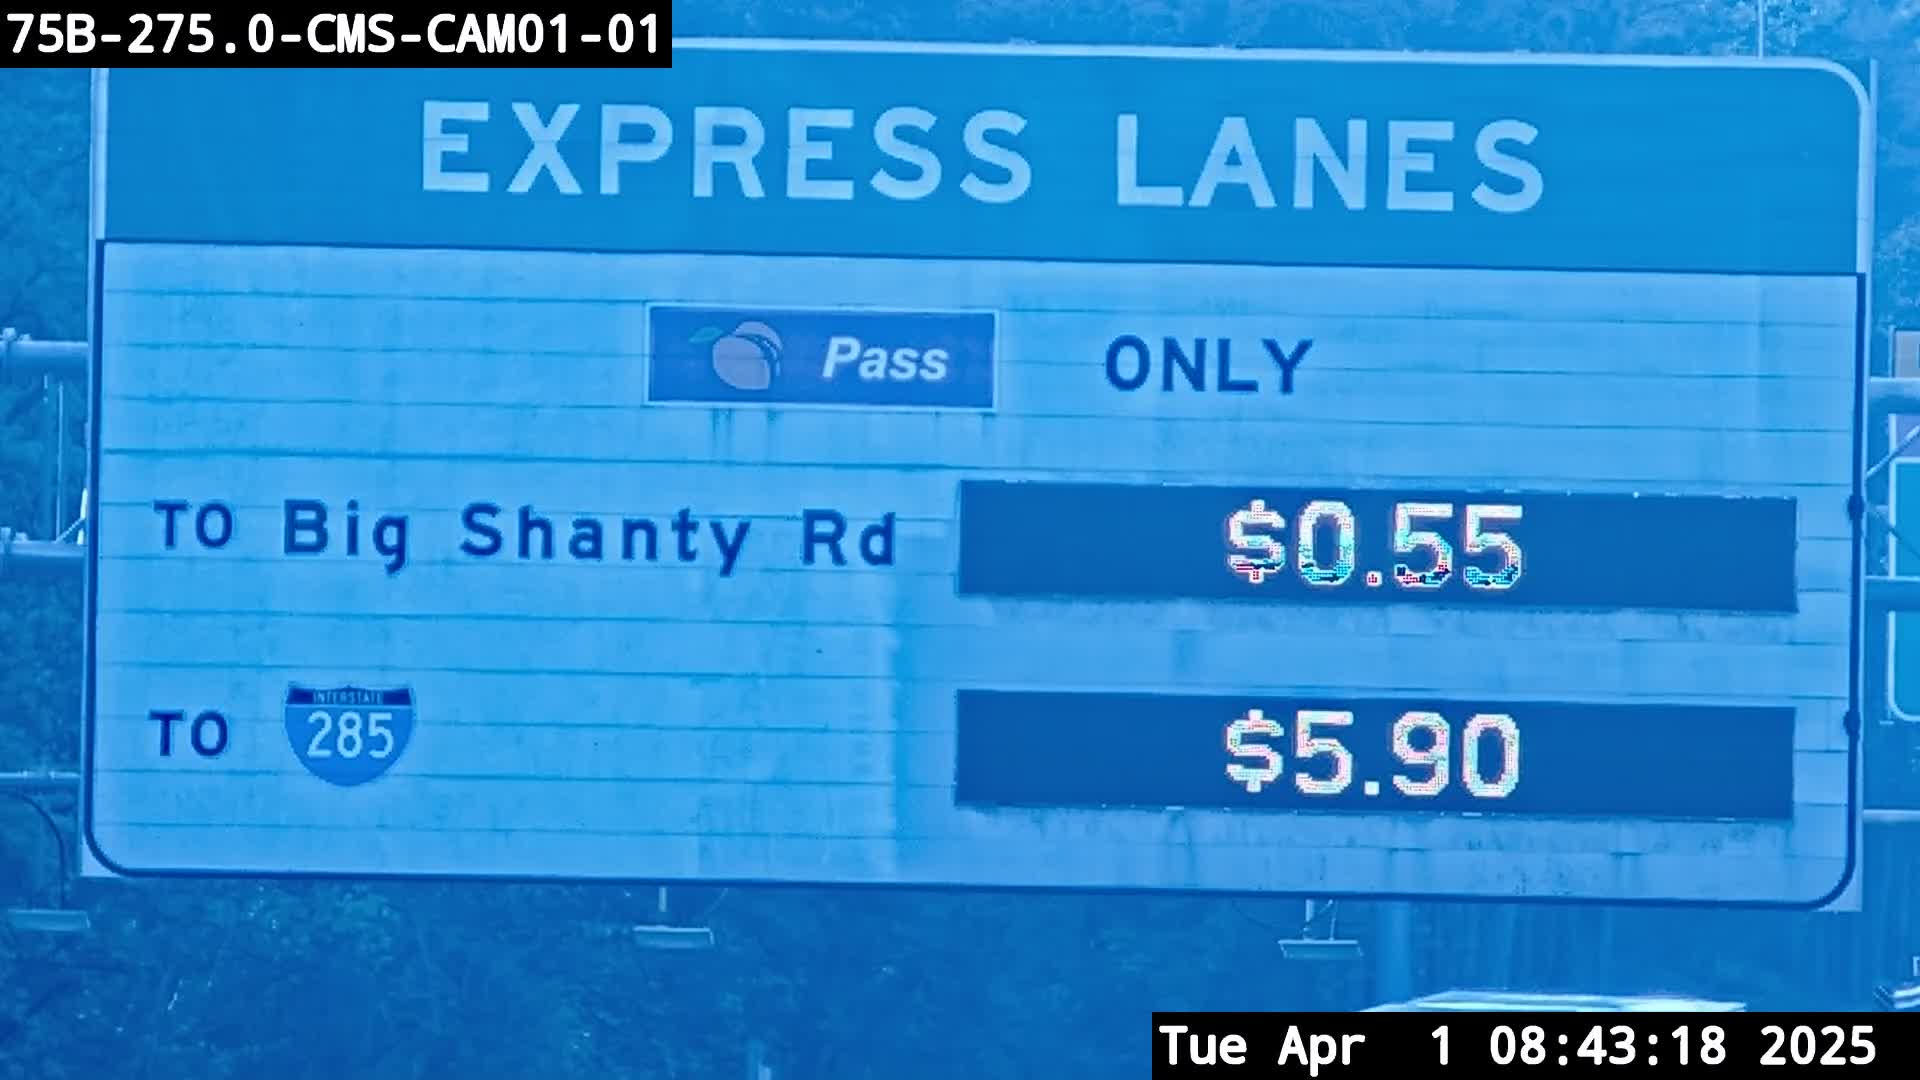 75B-275.0-CMS-CAM01-01
EXPRESS LANES
Pass ONLY
TO Big Shanty Rd $0.55
TO INTERSTATE 285 $5.90
Tue Apr 1 08:43:18 2025